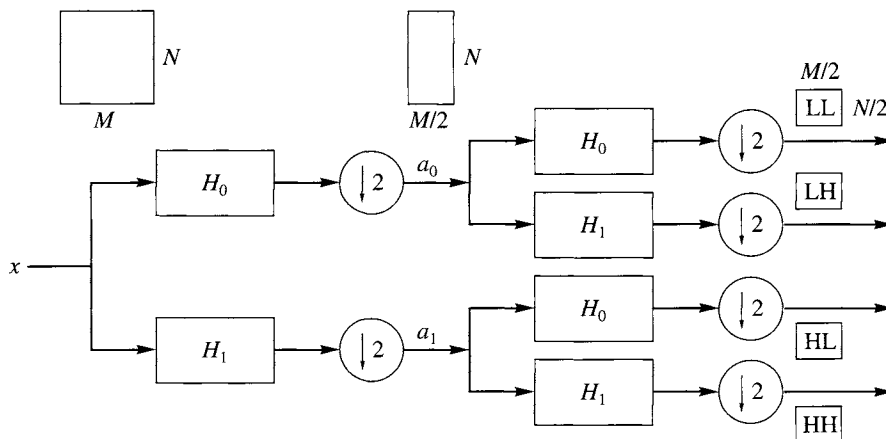 N
M
N
M/2
M/2
LL
N/2
H₀
↓ 2
a₀
H₀
↓ 2
LH
H₁
↓ 2
x
H₁
↓ 2
a₁
H₀
↓ 2
HL
H₁
↓ 2
HH